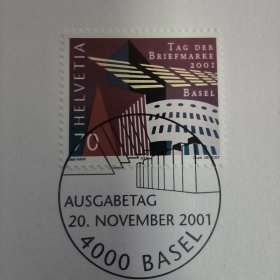 TAG DER
BRIEFMARKE
2001
BASEL
HELVETIA
AUSGABETAG
20. NOVEMBER 2001
4000 BASEL